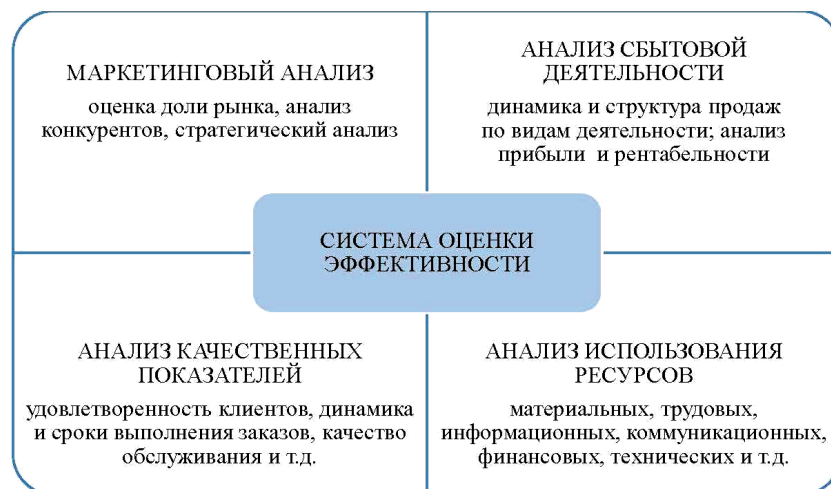 МАРКЕТИНГОВЫЙ АНАЛИЗ
оценка доли рынка, анализ
конкурентов, стратегический анализ
АНАЛИЗ СБЫТОВОЙ
ДЕЯТЕЛЬНОСТИ
динамика и структура продаж
по видам деятельности; анализ
прибыли и рентабельности
СИСТЕМА ОЦЕНКИ
ЭФФЕКТИВНОСТИ
АНАЛИЗ КАЧЕСТВЕННЫХ
ПОКАЗАТЕЛЕЙ
удовлетворенность клиентов, динамика
и сроки выполнения заказов, качество
обслуживания и т.д.
АНАЛИЗ ИСПОЛЬЗОВАНИЯ
РЕСУРСОВ
материальных, трудовых,
информационных, коммуникационных,
финансовых, технических и т.д.